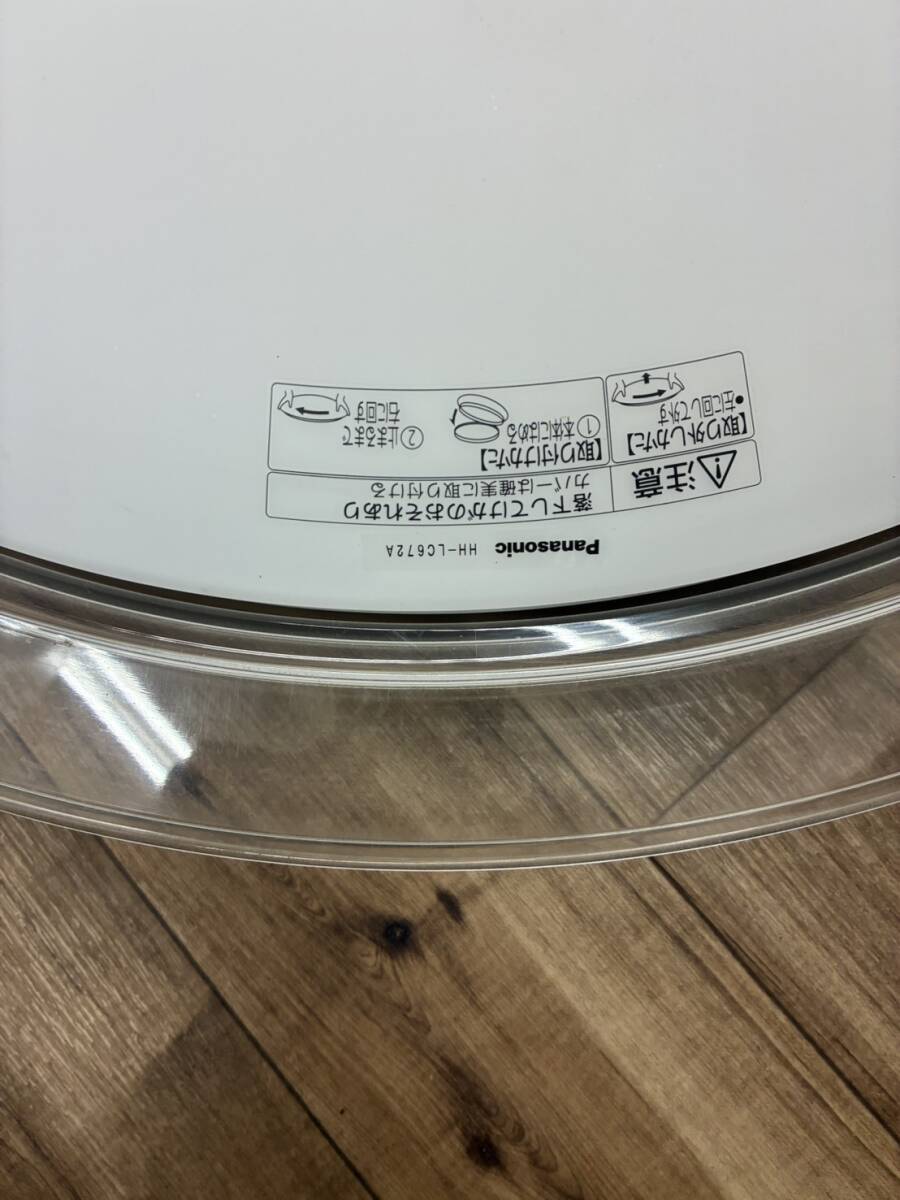 Panasonic HH-LC672A
⚠注意
落下してけがのおそれあり
カバーは確実に取り付ける
【取り外しかた】
●左に回して外す
【取り付けかた】
①本体にはめる
②止まるまで
右に回す